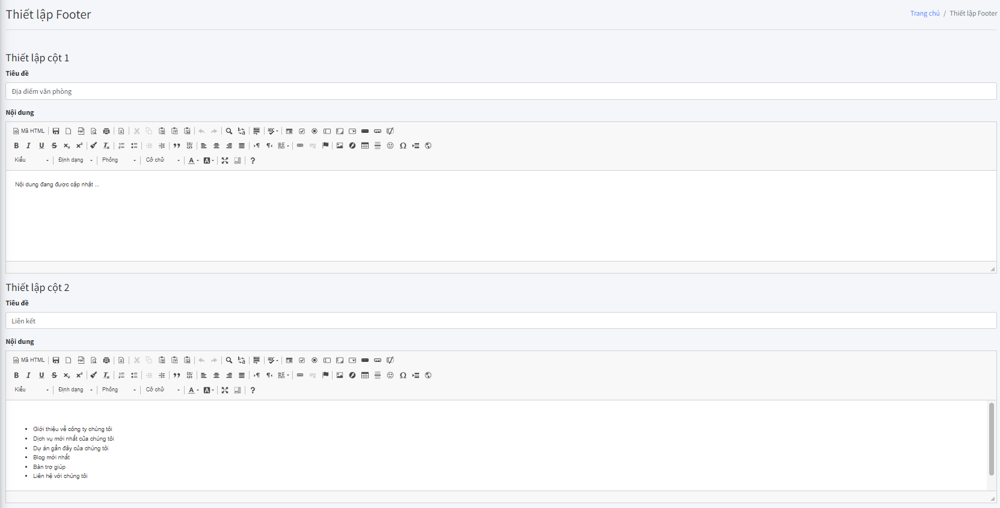 Thiết lập Footer
Trang chủ / Thiết lập Footer
Thiết lập cột 1
Tiêu đề
Địa điểm văn phòng
Nội dung
Mã HTML
Kiểu Định dạng Phông Cỡ chữ
Nội dung đang được cập nhật ...
Thiết lập cột 2
Tiêu đề
Liên kết
Nội dung
Mã HTML
Kiểu Định dạng Phông Cỡ chữ
Giới thiệu về công ty chúng tôi
Dịch vụ mới nhất của chúng tôi
Dự án gần đây của chúng tôi
Blog mới nhất
Bàn trợ giúp
Liên hệ với chúng tôi